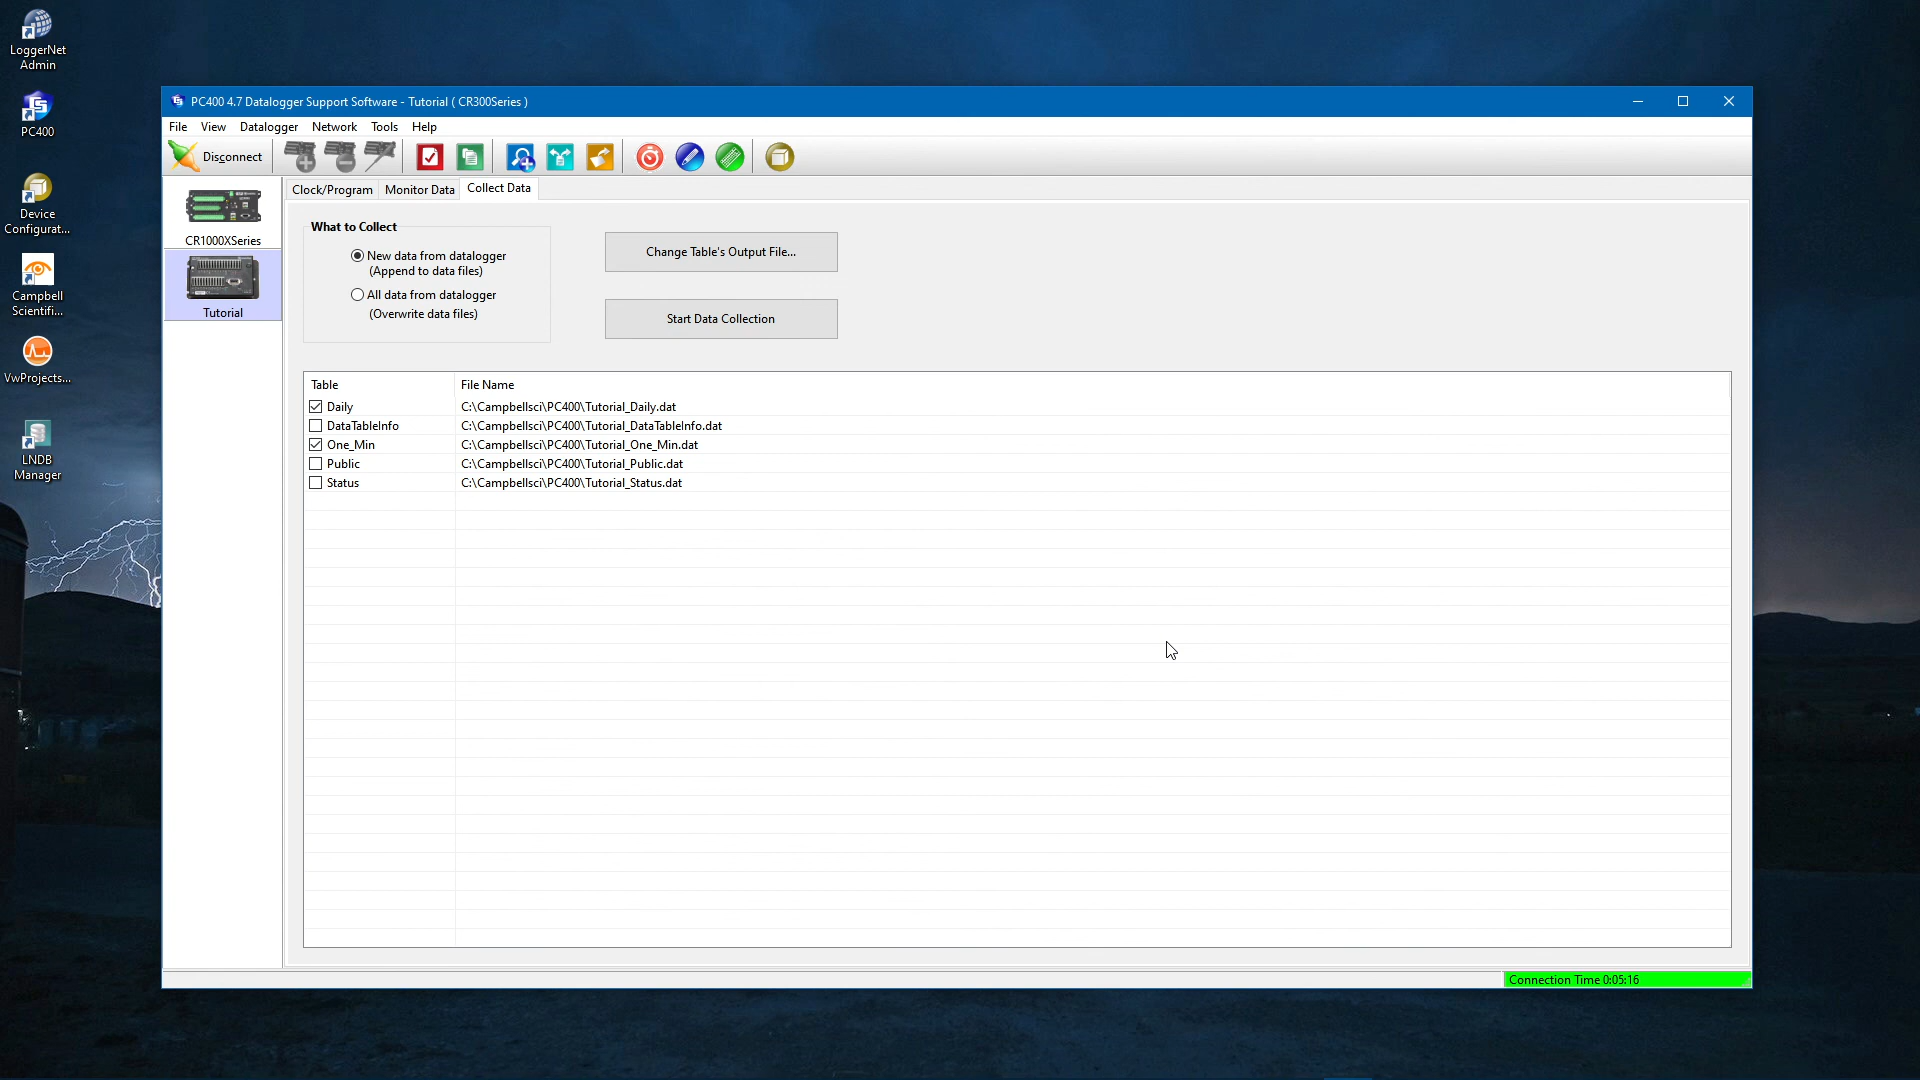 LoggerNet
Admin
PC400
Device
Configurat...
Campbell
Scientifi...
VwProjects...
LNDB
Manager
PC400 4.7 Datalogger Support Software - Tutorial ( CR300Series )
File View Datalogger Network Tools Help
Disconnect
CR1000XSeries
Tutorial
Clock/Program Monitor Data Collect Data
What to Collect
New data from datalogger
(Append to data files)
All data from datalogger
(Overwrite data files)
Change Table's Output File...
Start Data Collection
Table File Name
Daily C:\Campbellsci\PC400\Tutorial_Daily.dat
DataTableInfo C:\Campbellsci\PC400\Tutorial_DataTableInfo.dat
One_Min C:\Campbellsci\PC400\Tutorial_One_Min.dat
Public C:\Campbellsci\PC400\Tutorial_Public.dat
Status C:\Campbellsci\PC400\Tutorial_Status.dat
Connection Time 0:05:16